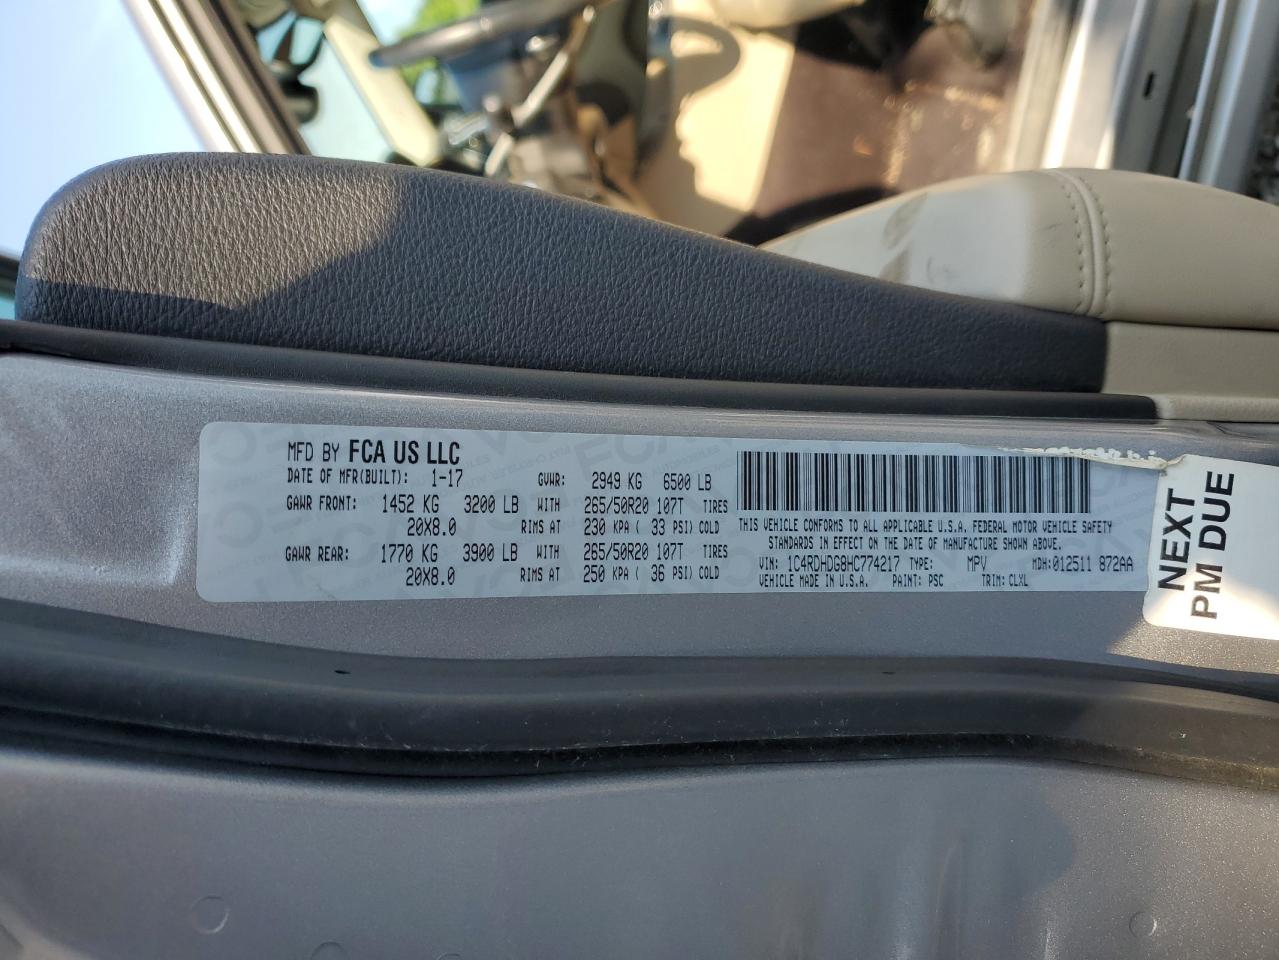 MFD BY FCA US LLC
DATE OF MFR(BUILT): 1-17 GVWR: 2949 KG 6500 LB
GAWR FRONT: 1452 KG 3200 LB WITH 265/50R20 107T TIRES
20X8.0 RIMS AT 230 KPA ( 33 PSI) COLD
GAWR REAR: 1770 KG 3900 LB WITH 265/50R20 107T TIRES
20X8.0 RIMS AT 250 KPA ( 36 PSI) COLD
THIS VEHICLE CONFORMS TO ALL APPLICABLE U.S.A. FEDERAL MOTOR VEHICLE SAFETY
STANDARDS IN EFFECT ON THE DATE OF MANUFACTURE SHOWN ABOVE.
VIN: 1C4RDHDG8HC774217 TYPE: MPV MDH: 012511 872AA
VEHICLE MADE IN U.S.A. PAINT: PSC TRIM: CLXL
NEXT
PM DUE